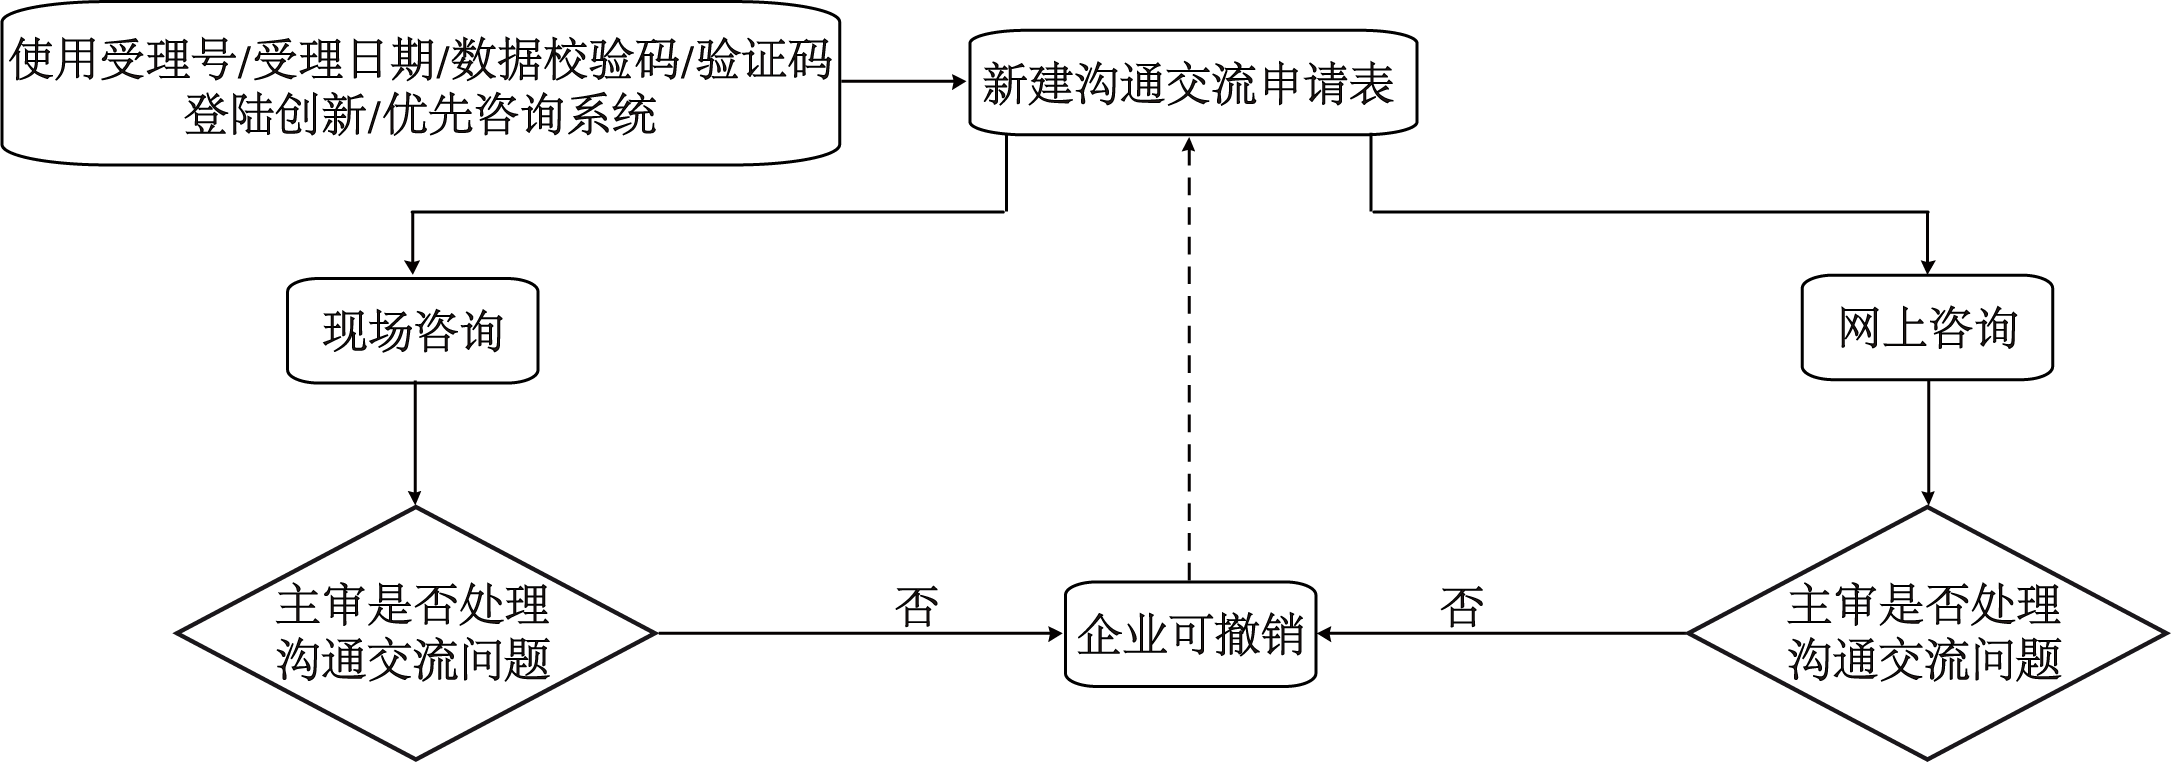 使用受理号/受理日期/数据校验码/验证码
登陆创新/优先咨询系统
新建沟通交流申请表
现场咨询
网上咨询
主审是否处理
沟通交流问题
否
企业可撤销
否
主审是否处理
沟通交流问题